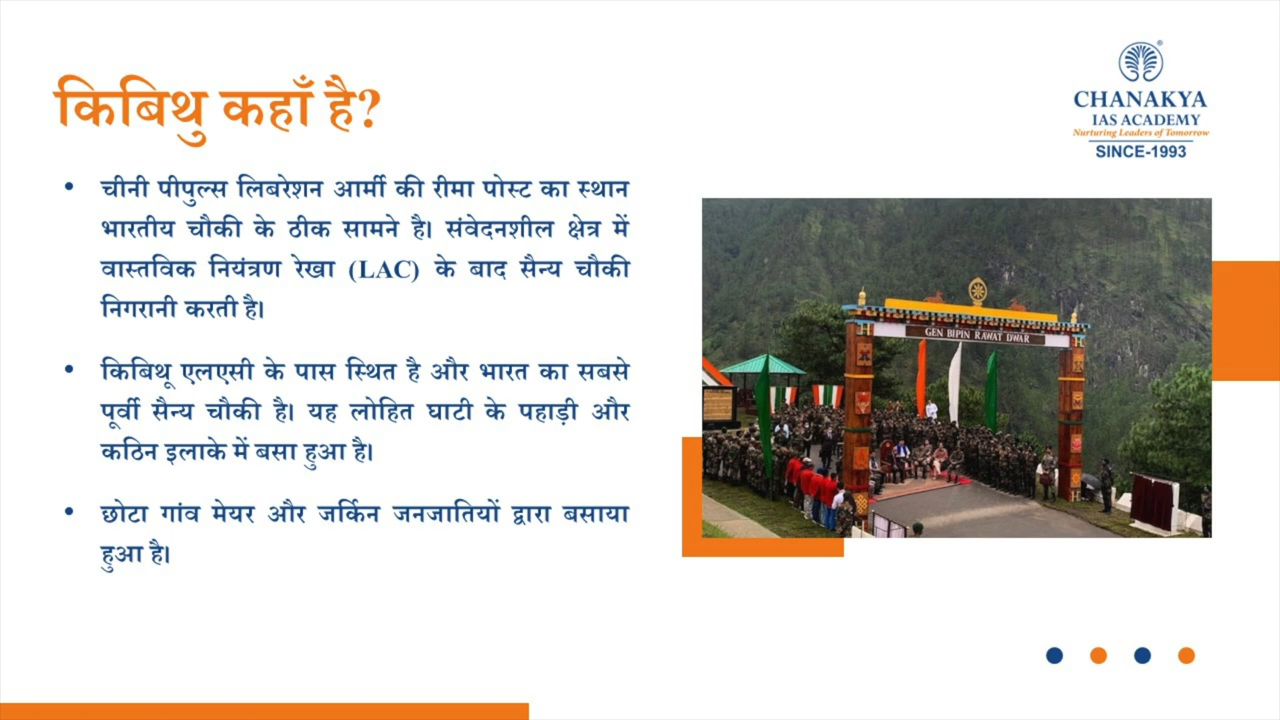 किबिथु कहाँ है?
• चीनी पीपुल्स लिबरेशन आर्मी की रीमा पोस्ट का स्थान
भारतीय चौकी के ठीक सामने है। संवेदनशील क्षेत्र में
वास्तविक नियंत्रण रेखा (LAC) के बाद सैन्य चौकी
निगरानी करती है।
• किबिथू एलएसी के पास स्थित है और भारत का सबसे
पूर्वी सैन्य चौकी है। यह लोहित घाटी के पहाड़ी और
कठिन इलाके में बसा हुआ है।
• छोटा गांव मेयर और जर्किन जनजातियों द्वारा बसाया
हुआ है।
CHANAKYA
IAS ACADEMY
Nurturing Leaders of Tomorrow
SINCE-1993
GEN BIPIN RAWAT DWAR